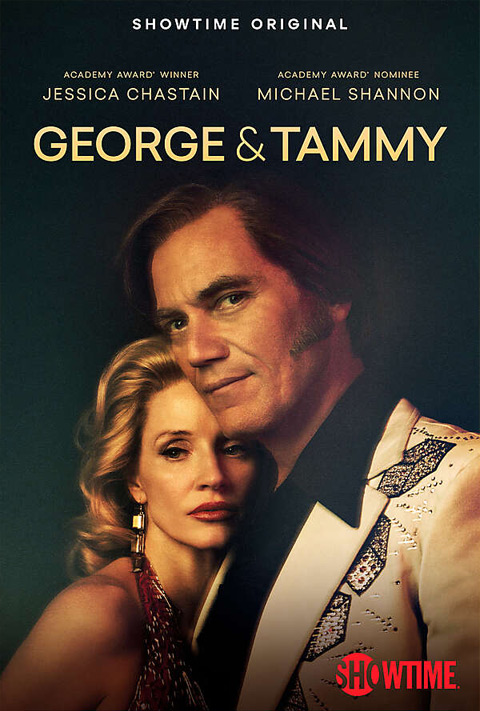 SHOWTIME ORIGINAL
ACADEMY AWARD® WINNER
JESSICA CHASTAIN
ACADEMY AWARD® NOMINEE
MICHAEL SHANNON
GEORGE & TAMMY
SHOWTIME